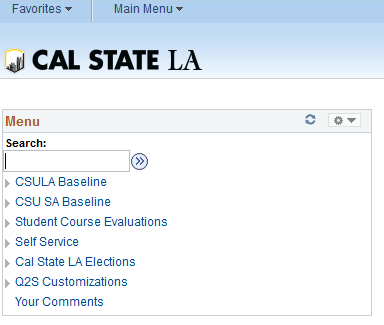 Favorites Main Menu
CAL STATE LA
Menu
Search:
CSULA Baseline
CSU SA Baseline
Student Course Evaluations
Self Service
Cal State LA Elections
Q2S Customizations
Your Comments